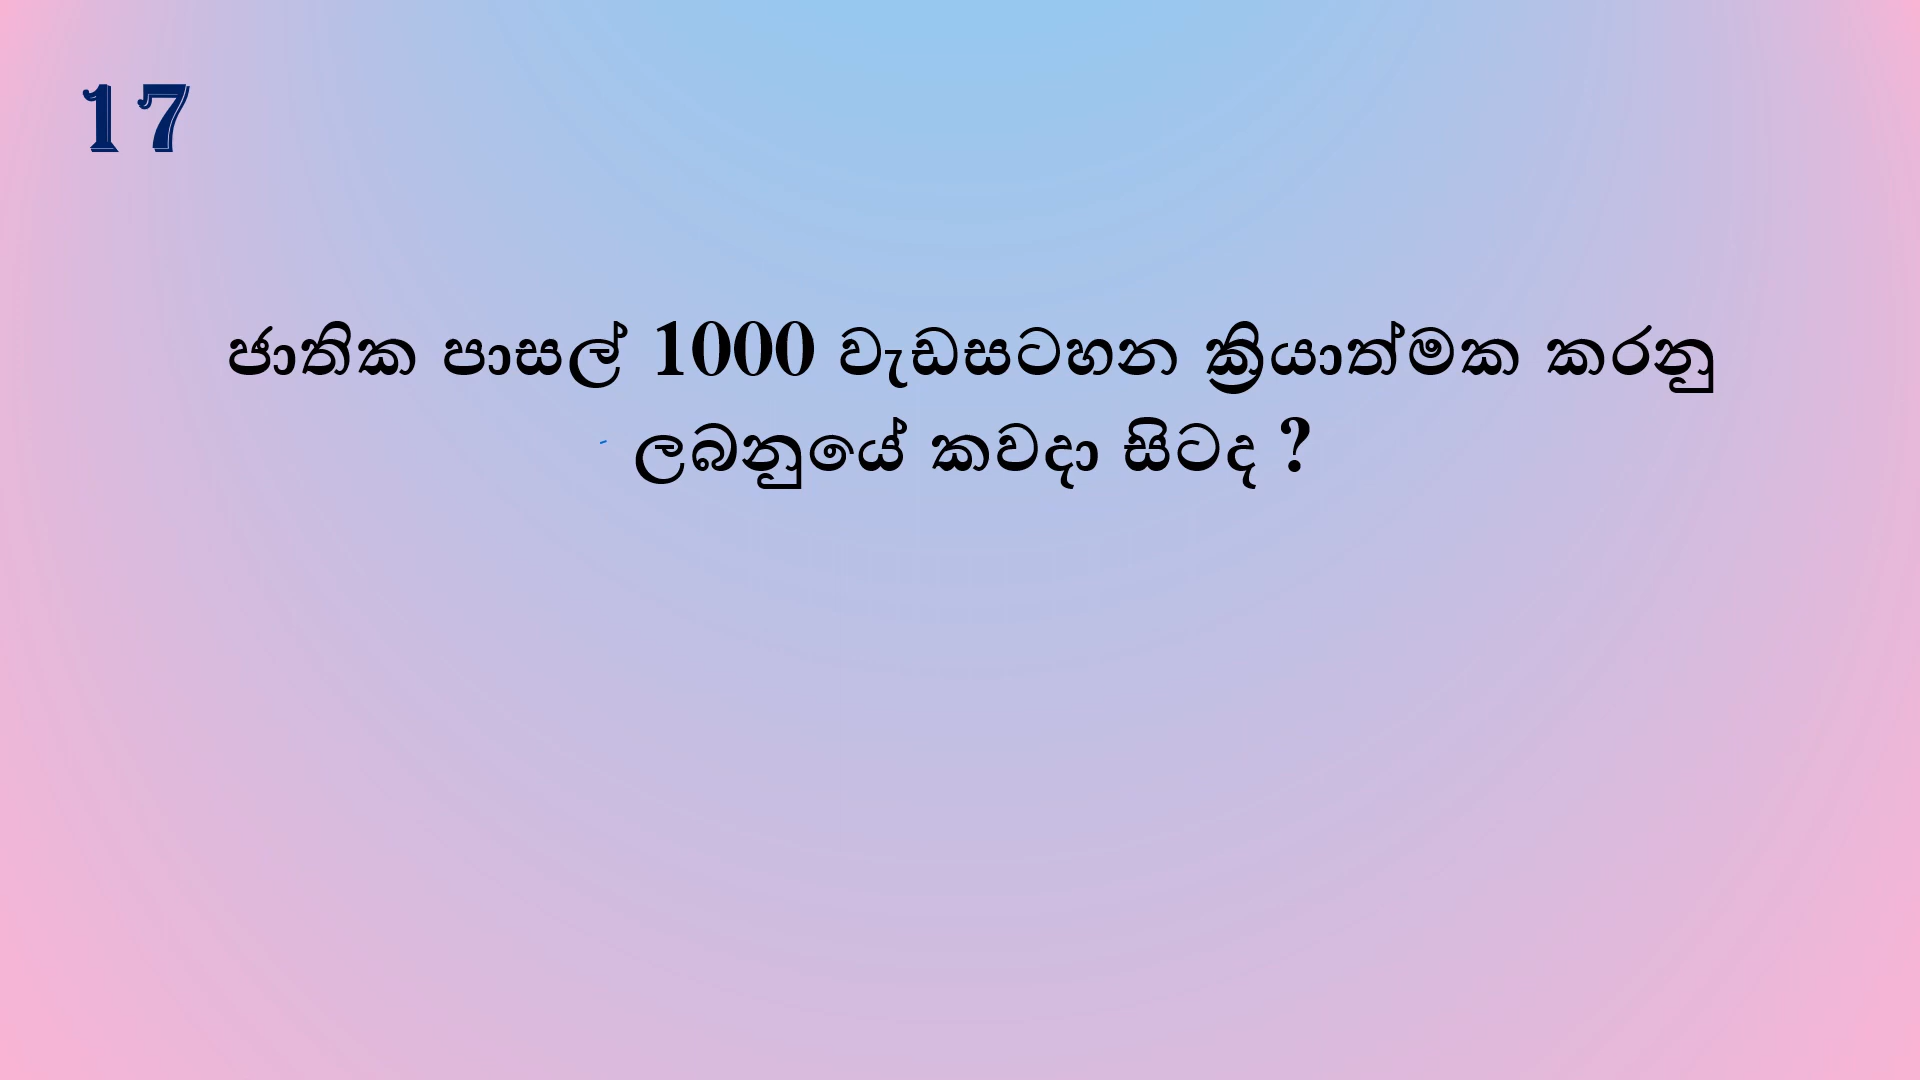 17
ජාතික පාසල් 1000 වැඩසටහන ක්‍රියාත්මක කරනු
ලබනුයේ කවදා සිටද ?